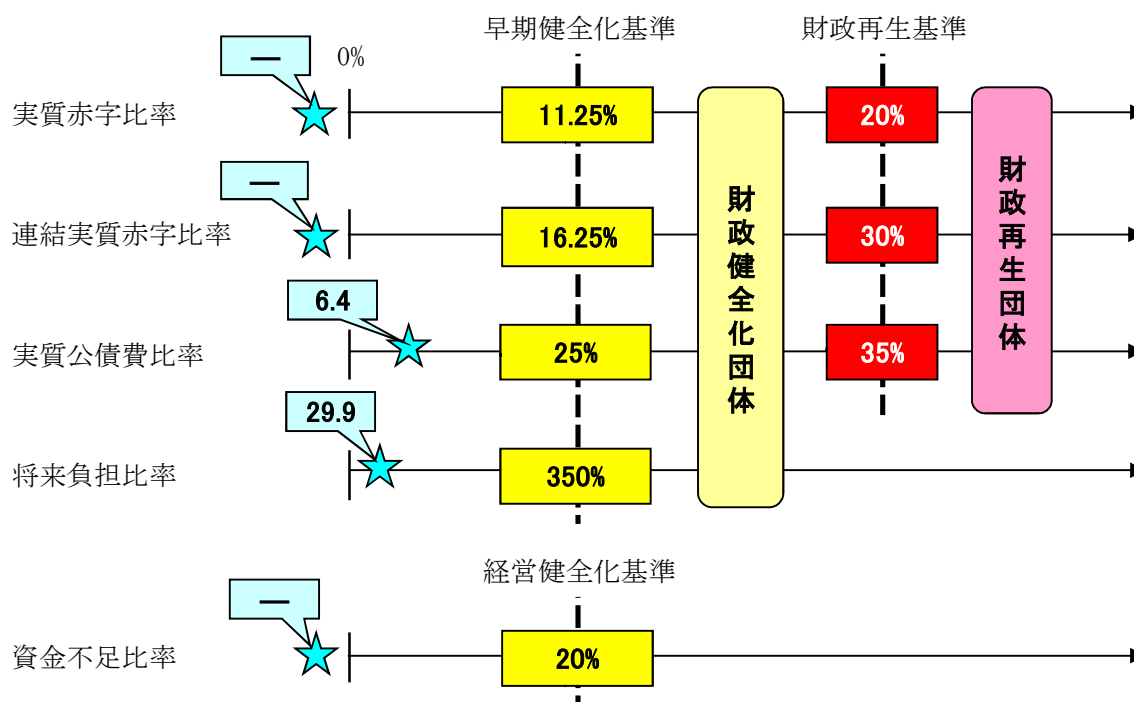 早期健全化基準
財政再生基準
― 0%
実質赤字比率
11.25%
20%
―
連結実質赤字比率
16.25%
30%
6.4
実質公債費比率
25%
35%
29.9
将来負担比率
350%
財政健全化団体
財政再生団体
経営健全化基準
―
資金不足比率
20%